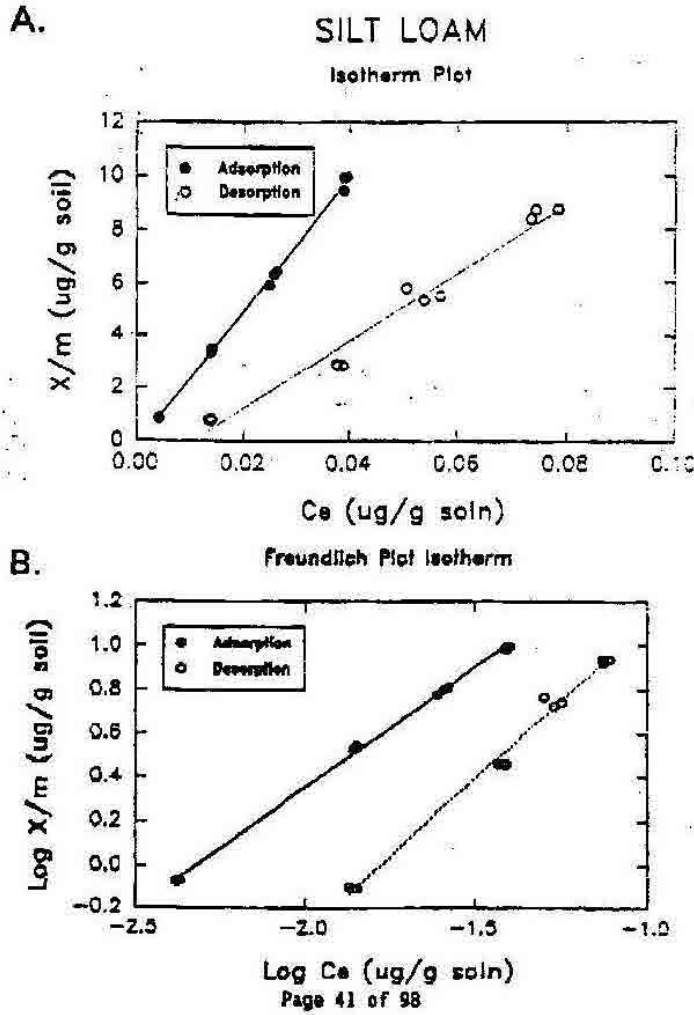 A.
SILT LOAM
Isotherm Plot
12
10
8
6
4
2
0
Adsorption
Desorption
X/m (ug/g soil)
0.00 0.02 0.04 0.06 0.08 0.10
Ce (ug/g soln)
B.
Freundlich Plot Isotherm
1.2
1.0
0.8
0.6
0.4
0.2
0.0
-0.2
Adsorption
Desorption
Log X/m (ug/g soil)
-2.5 -2.0 -1.5 -1.0
Log Ce (ug/g soln)
Page 41 of 98